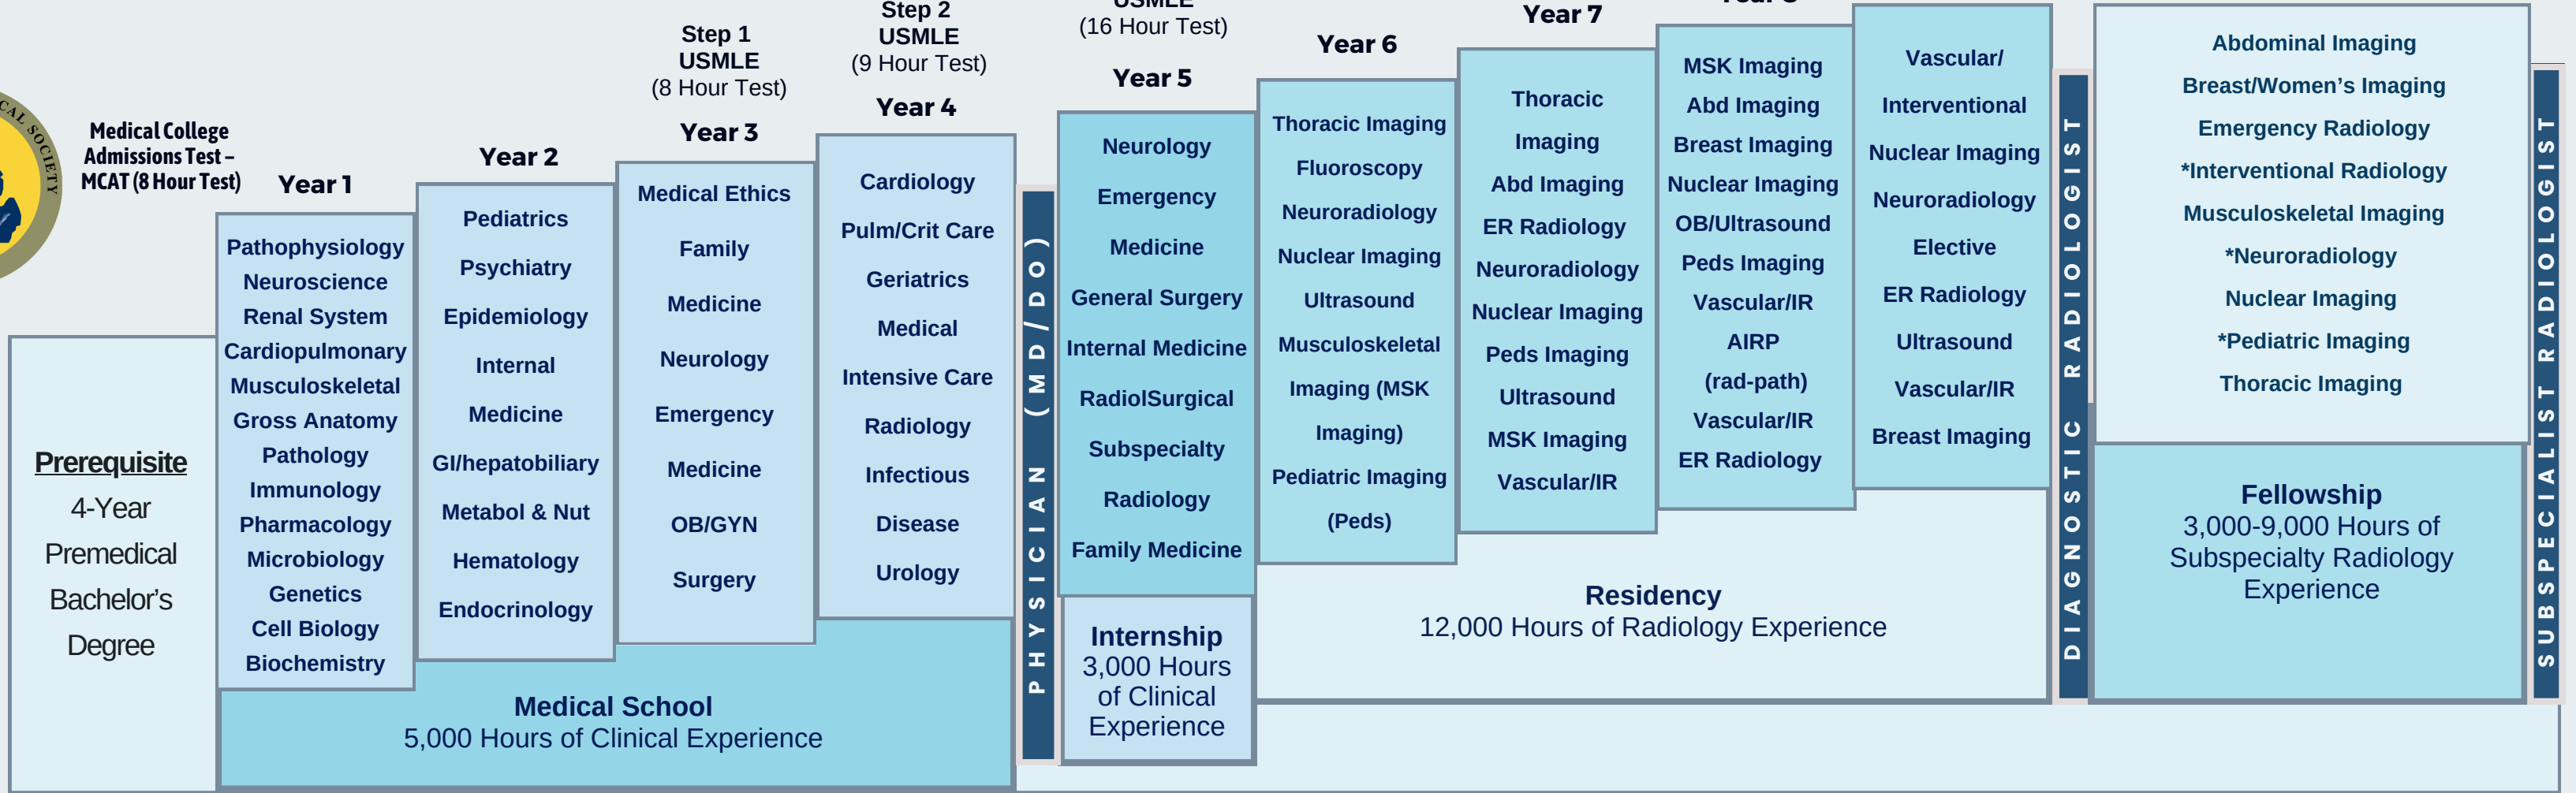 CAL SOCIETY
Medical College
Admissions Test –
MCAT (8 Hour Test)
Prerequisite
4-Year
Premedical
Bachelor's
Degree
Year 1
Pathophysiology
Neuroscience
Renal System
Cardiopulmonary
Musculoskeletal
Gross Anatomy
Pathology
Immunology
Pharmacology
Microbiology
Genetics
Cell Biology
Biochemistry
Year 2
Pediatrics
Psychiatry
Epidemiology
Internal
Medicine
GI/hepatobiliary
Metabol & Nut
Hematology
Endocrinology
Step 1
USMLE
(8 Hour Test)
Year 3
Medical Ethics
Family
Medicine
Neurology
Emergency
Medicine
OB/GYN
Surgery
Step 2
USMLE
(9 Hour Test)
Year 4
Cardiology
Pulm/Crit Care
Geriatrics
Medical
Intensive Care
Radiology
Infectious
Disease
Urology
Medical School
5,000 Hours of Clinical Experience
PHYSICIAN (MD/DO)
USMLE
(16 Hour Test)
Year 5
Neurology
Emergency
Medicine
General Surgery
Internal Medicine
RadiolSurgical
Subspecialty
Radiology
Family Medicine
Internship
3,000 Hours
of Clinical
Experience
Year 6
Thoracic Imaging
Fluoroscopy
Neuroradiology
Nuclear Imaging
Ultrasound
Musculoskeletal
Imaging (MSK
Imaging)
Pediatric Imaging
(Peds)
Year 7
Thoracic
Imaging
Abd Imaging
ER Radiology
Neuroradiology
Nuclear Imaging
Peds Imaging
Ultrasound
MSK Imaging
Vascular/IR
MSK Imaging
Abd Imaging
Breast Imaging
Nuclear Imaging
OB/Ultrasound
Peds Imaging
Vascular/IR
AIRP
(rad-path)
Vascular/IR
ER Radiology
Vascular/
Interventional
Nuclear Imaging
Neuroradiology
Elective
ER Radiology
Ultrasound
Vascular/IR
Breast Imaging
Residency
12,000 Hours of Radiology Experience
DIAGNOSTIC RADIOLOGIST
Abdominal Imaging
Breast/Women's Imaging
Emergency Radiology
*Interventional Radiology
Musculoskeletal Imaging
*Neuroradiology
Nuclear Imaging
*Pediatric Imaging
Thoracic Imaging
Fellowship
3,000-9,000 Hours of
Subspecialty Radiology
Experience
SUBSPECIALIST RADIOLOGIST